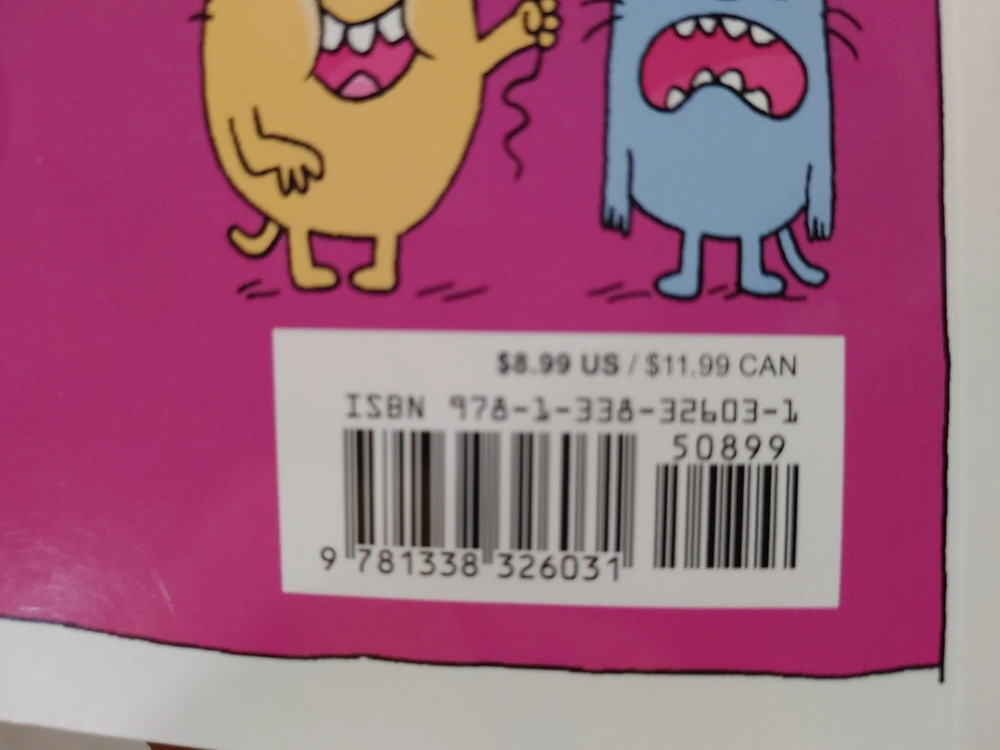 $8.99 US / $11.99 CAN
ISBN 978-1-338-32603-1
50899
9 781338 326031